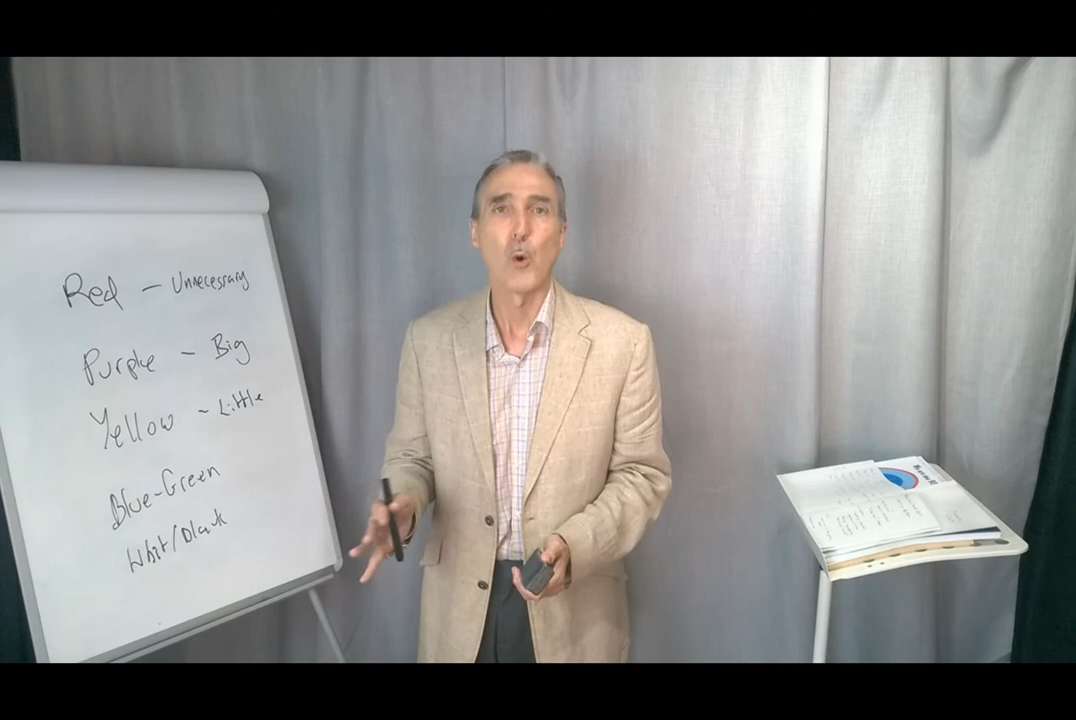 Red - Unnecessary
Purple - Big
Yellow - Little
Blue-Green
Whit/Black